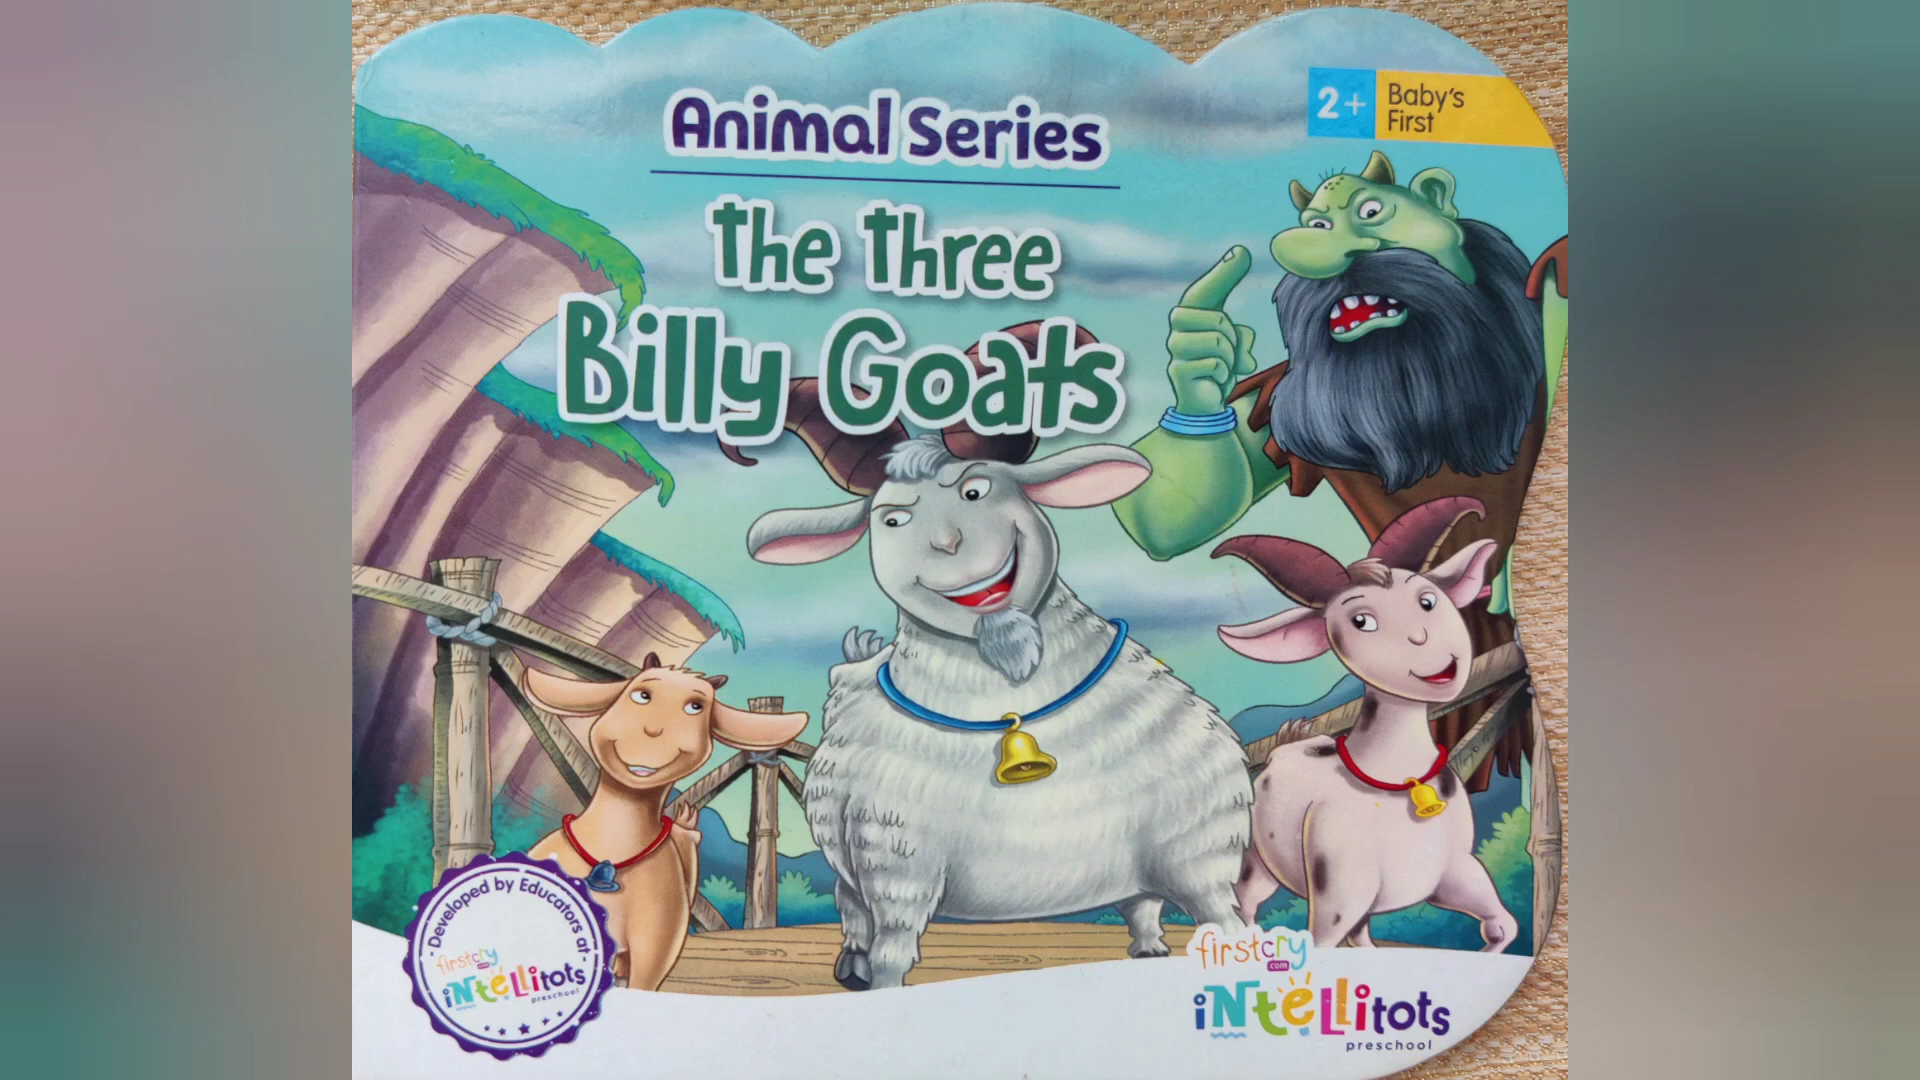 Animal Series
2+
Baby's
First
The Three
Billy Goats
- Developed by Educators at -
firstcry
.com
intellitots
preschool
firstcry
.com
intellitots
preschool